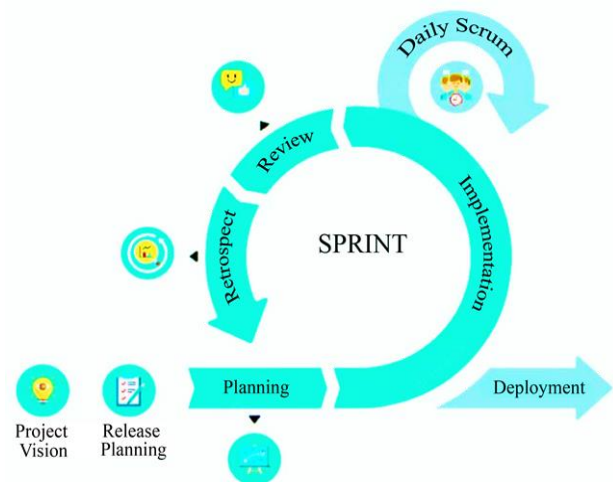 Daily Scrum
Review
Implementation
Retrospect
SPRINT
Planning
Deployment
Project
Vision
Release
Planning